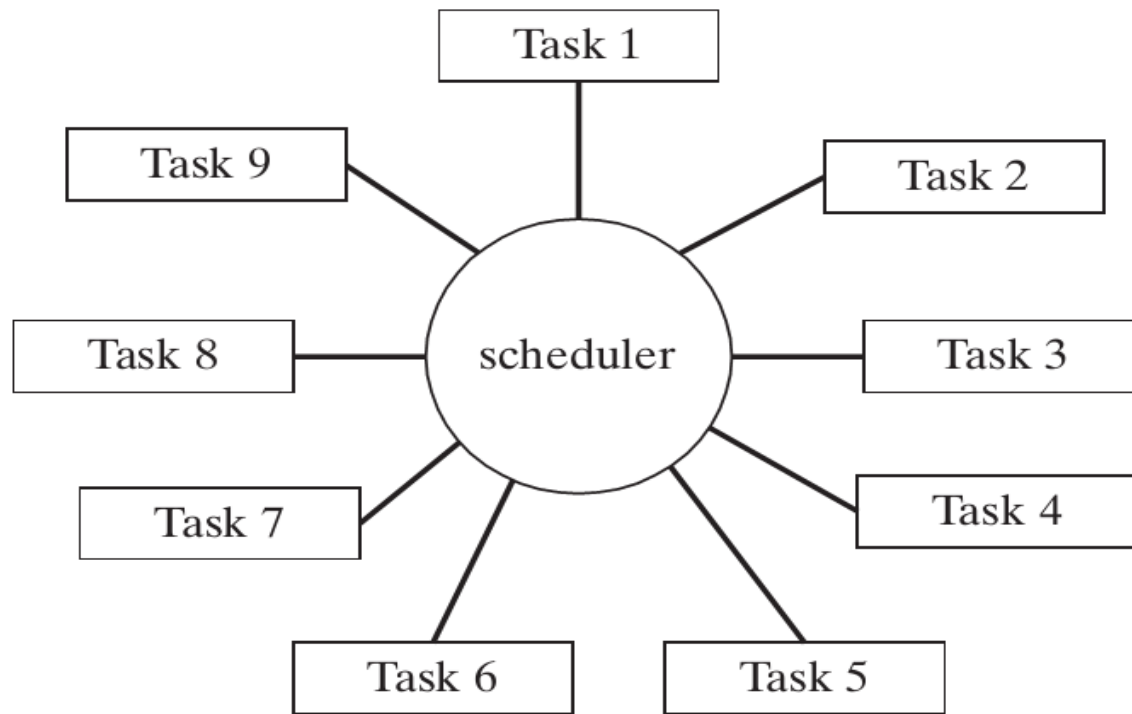 Task 1
Task 9
Task 2
Task 8
scheduler
Task 3
Task 7
Task 4
Task 6
Task 5